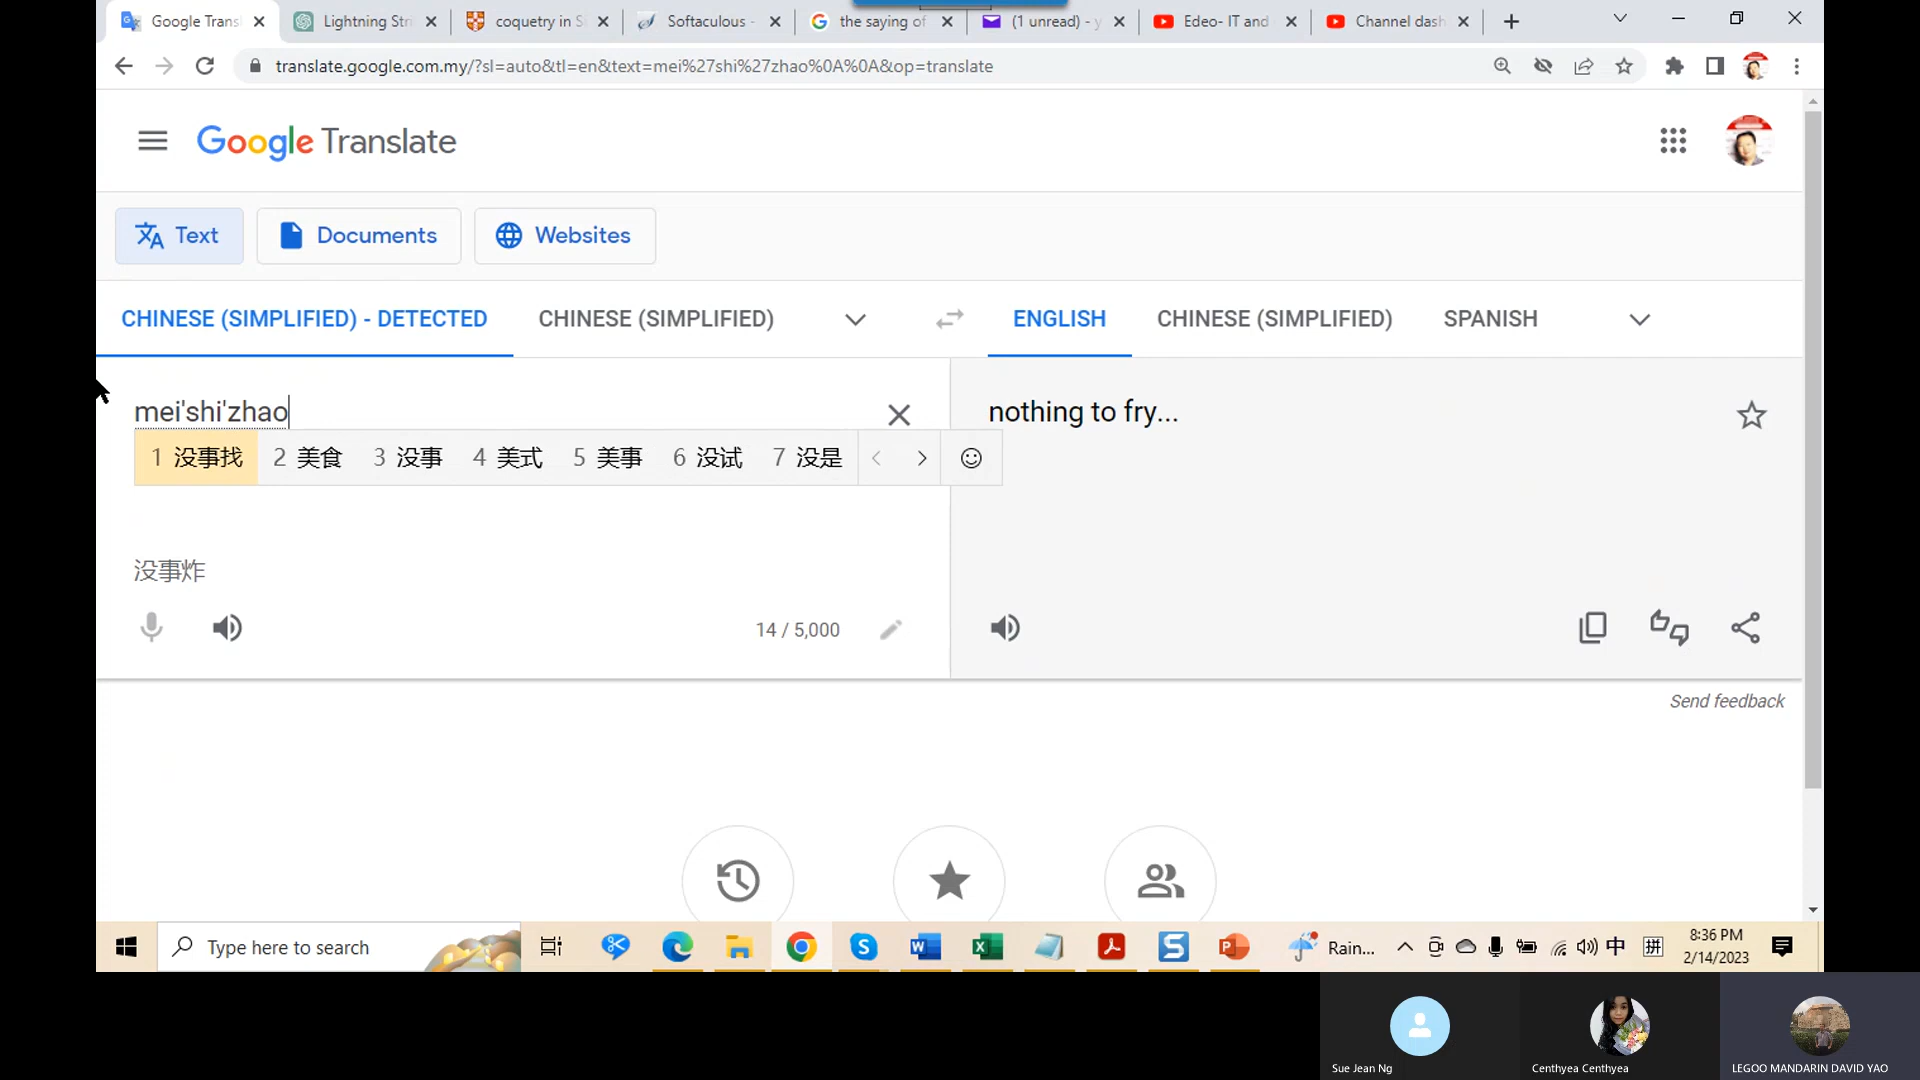 Google Transl
Lightning Stri
coquetry in S
Softaculous -
the saying of
(1 unread) - y
Edeo- IT and
Channel dash
translate.google.com.my/?sl=auto&tl=en&text=mei%27shi%27zhao%0A%0A&op=translate
Google Translate
Text
Documents
Websites
CHINESE (SIMPLIFIED) - DETECTED
CHINESE (SIMPLIFIED)
ENGLISH
CHINESE (SIMPLIFIED)
SPANISH
mei'shi'zhao
nothing to fry...
1 没事找 2 美食 3 没事 4 美式 5 美事 6 没试 7 没是
没事炸
14 / 5,000
Send feedback
Type here to search
Rain...
中
拼
8:36 PM
2/14/2023
Sue Jean Ng
Centhyea Centhyea
LEGOO MANDARIN DAVID YAO